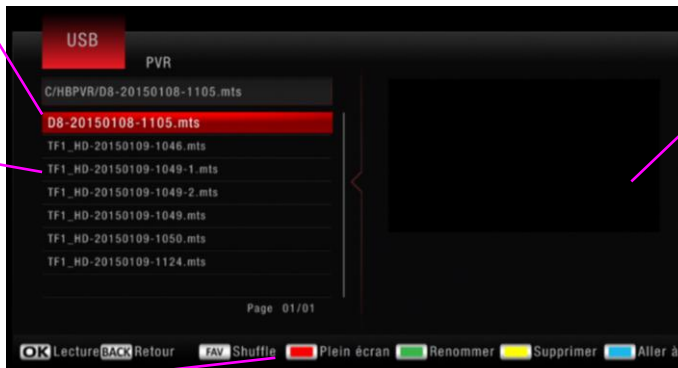 USB
PVR
C/HBPVR/D8-20150108-1105.mts
D8-20150108-1105.mts
TF1_HD-20150109-1046.mts
TF1_HD-20150109-1049-1.mts
TF1_HD-20150109-1049-2.mts
TF1_HD-20150109-1049.mts
TF1_HD-20150109-1050.mts
TF1_HD-20150109-1124.mts
Page 01/01
OK Lecture BACK Retour FAV Shuffle Plein écran Renommer Supprimer Aller à